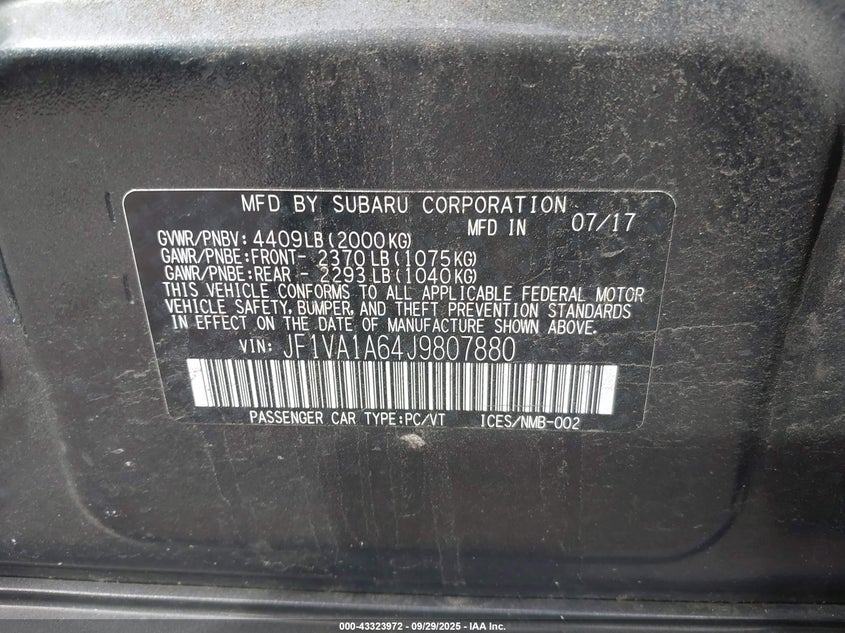 MFD BY SUBARU CORPORATION
MFD IN 07/17
GVWR/PNBV: 4409LB(2000KG)
GAWR/PNBE:FRONT- 2370LB(1075KG)
GAWR/PNBE:REAR - 2293LB(1040KG)
THIS VEHICLE CONFORMS TO ALL APPLICABLE FEDERAL MOTOR
VEHICLE SAFETY, BUMPER, AND THEFT PREVENTION STANDARDS
IN EFFECT ON THE DATE OF MANUFACTURE SHOWN ABOVE.
VIN: JF1VA1A64J9807880
PASSENGER CAR TYPE:PC/VT ICES/NMB-002
000-43323972 - 09/29/2025 - IAA Inc.